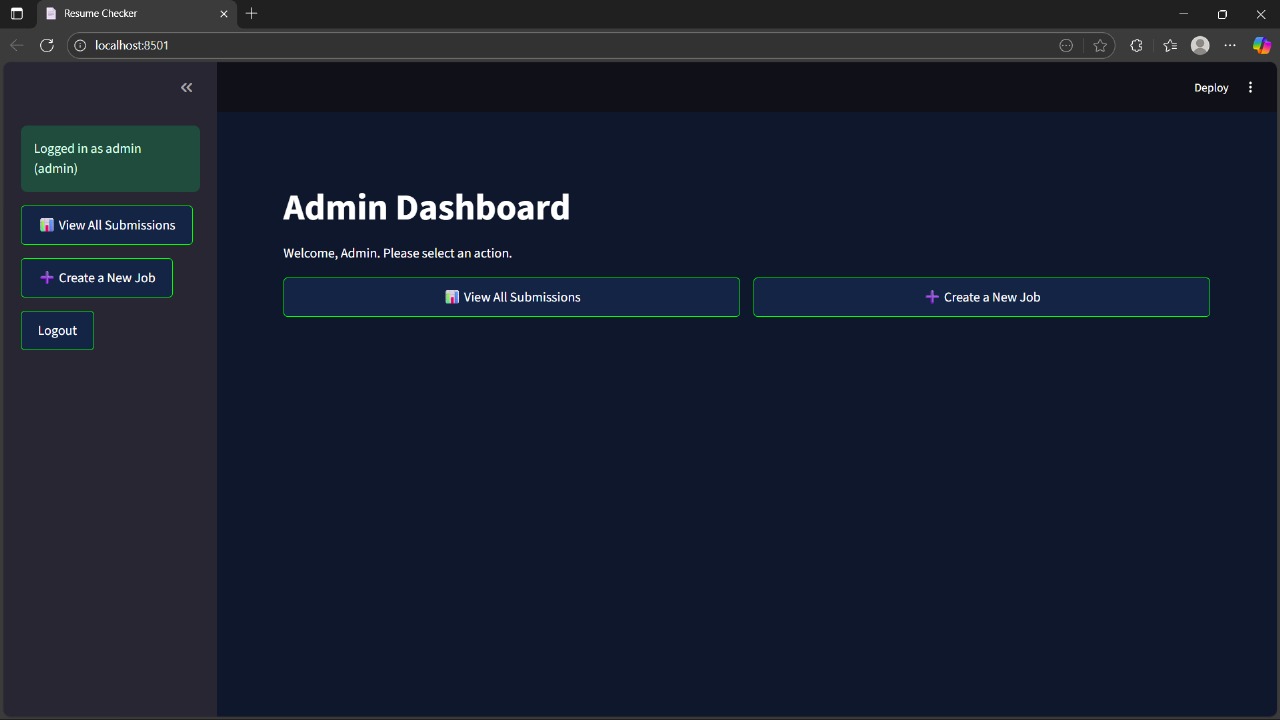 Resume Checker
localhost:8501
Deploy
Logged in as admin
(admin)
View All Submissions
Create a New Job
Logout
Admin Dashboard
Welcome, Admin. Please select an action.
View All Submissions
Create a New Job